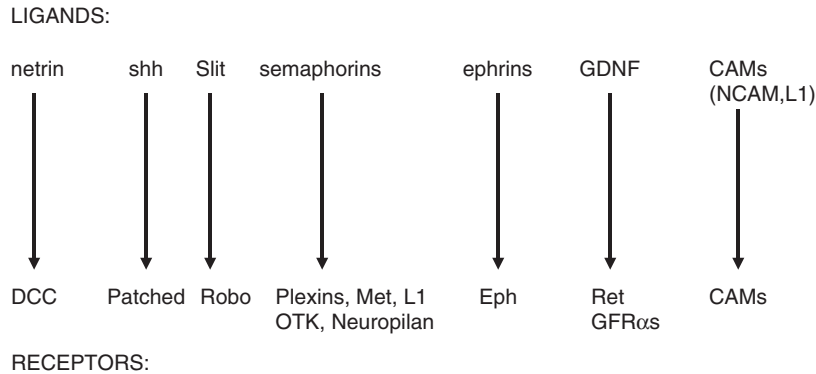 LIGANDS:
netrin shh Slit semaphorins ephrins GDNF CAMs
(NCAM,L1)
DCC Patched Robo Plexins, Met, L1 Eph Ret CAMs
OTK, Neuropilan GFRαs
RECEPTORS: